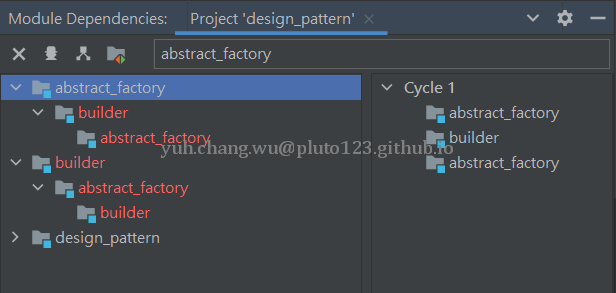 Module Dependencies: Project 'design_pattern'
abstract_factory
abstract_factory
builder
abstract_factory
builder
abstract_factory
builder
design_pattern
Cycle 1
abstract_factory
builder
abstract_factory
yuh.chang.wu@pluto123.github.io